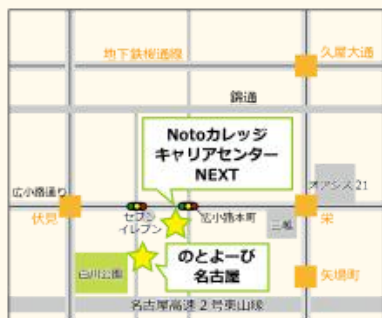 地下鉄桜通線
久屋大通
錦通
Notoカレッジ
キャリアセンター
NEXT
オアシス21
広小路通り
伏見
セブン
イレブン
広小路本町
三越
栄
のとよーび
名古屋
白川公園
矢場町
名古屋高速2号東山線